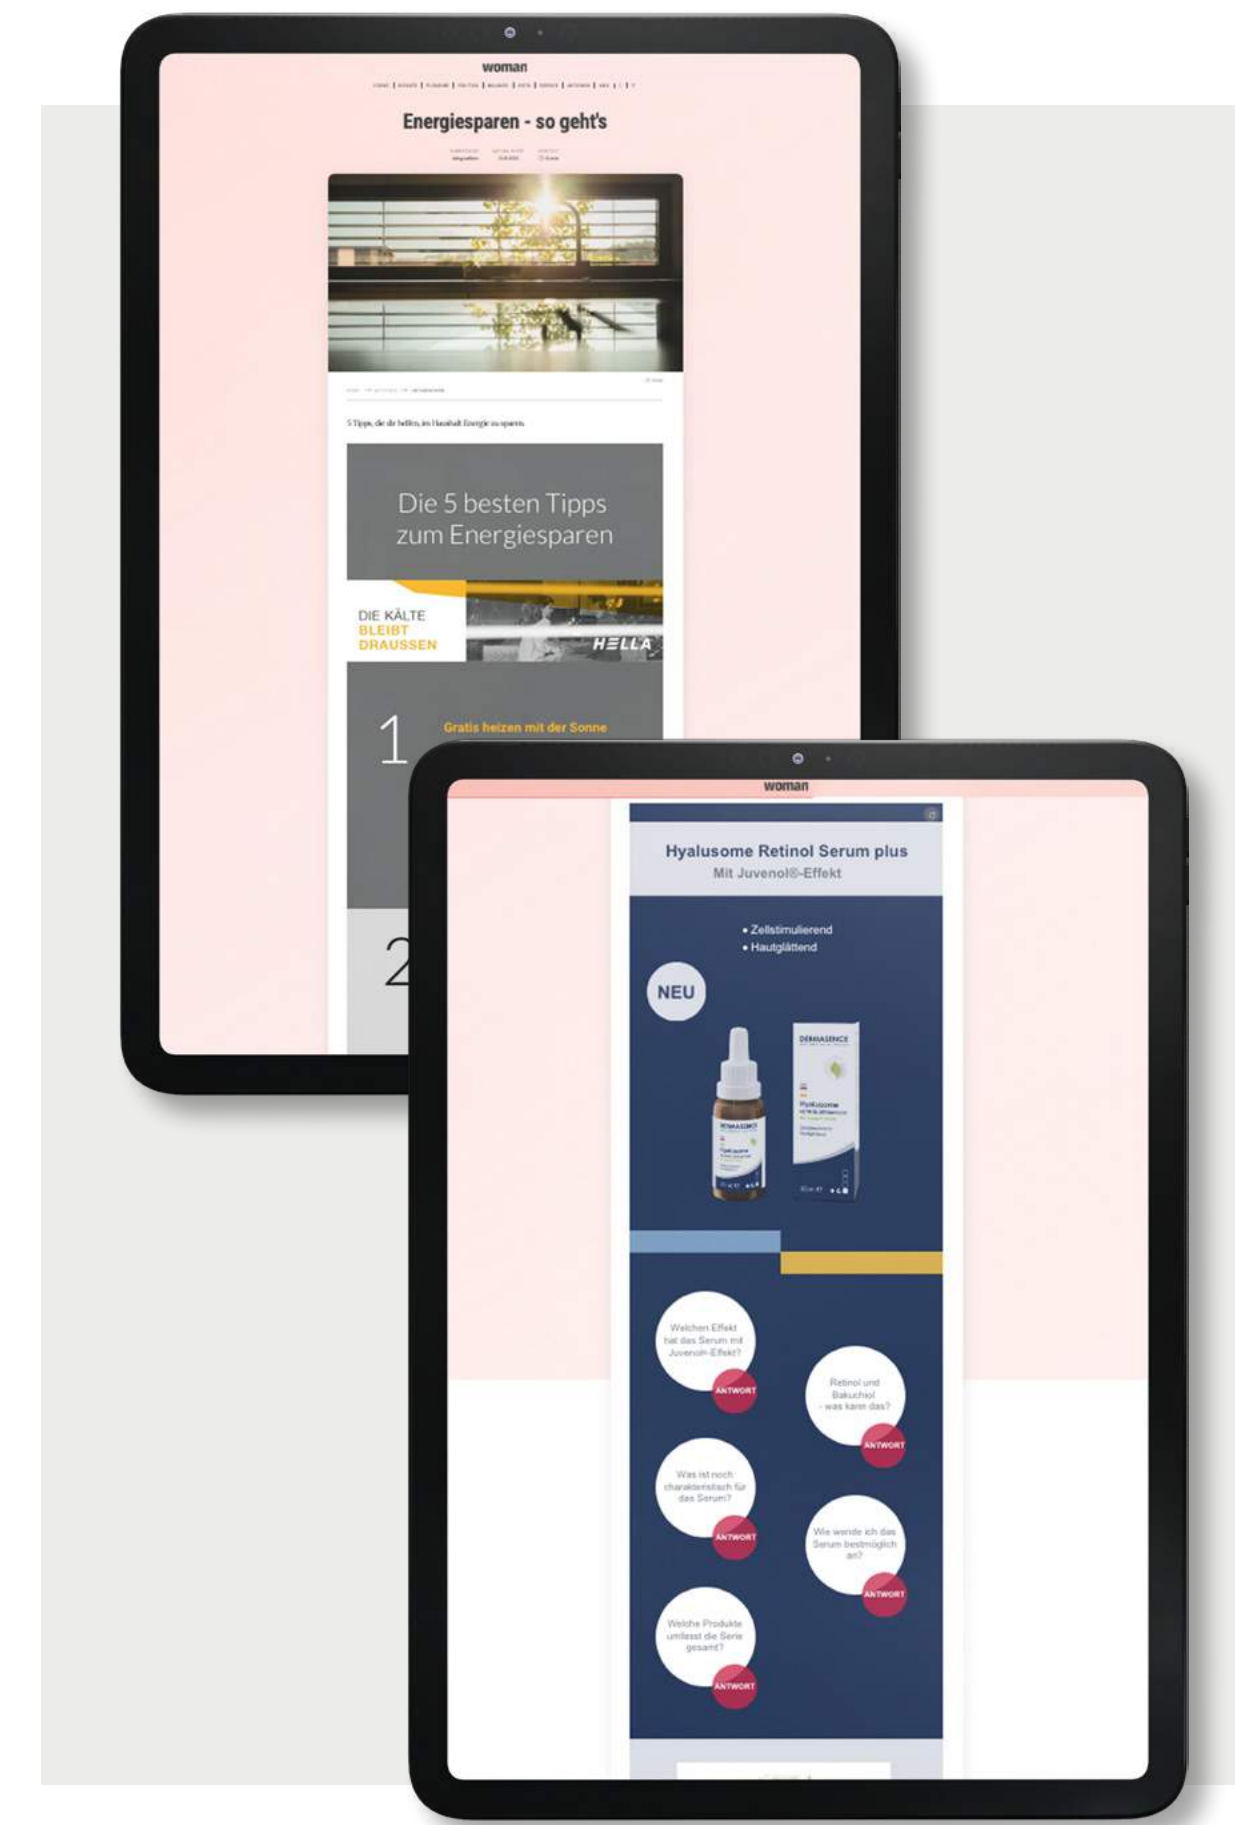 woman
Energiesparen - so geht's
5 Tipps, die dir helfen, im Haushalt Energie zu sparen.
Die 5 besten Tipps
zum Energiesparen
DIE KÄLTE
BLEIBT
DRAUSSEN
HELLA
1
Gratis heizen mit der Sonne
2
woman
Hyalusome Retinol Serum plus
Mit Juvenol®-Effekt
• Zellstimulierend
• Hautglättend
NEU
DERMASENCE
Hyalusome
DERMASENCE
Hyalusome
Welchen Effekt
hat das Serum mit
Juvenol®-Effekt?
ANTWORT
Retinol und
Bakuchiol
- was kann das?
ANTWORT
Was ist noch
charakteristisch für
das Serum?
ANTWORT
Wie wende ich das
Serum bestmöglich
an?
ANTWORT
Welche Produkte
umfasst die Serie
gesamt?
ANTWORT